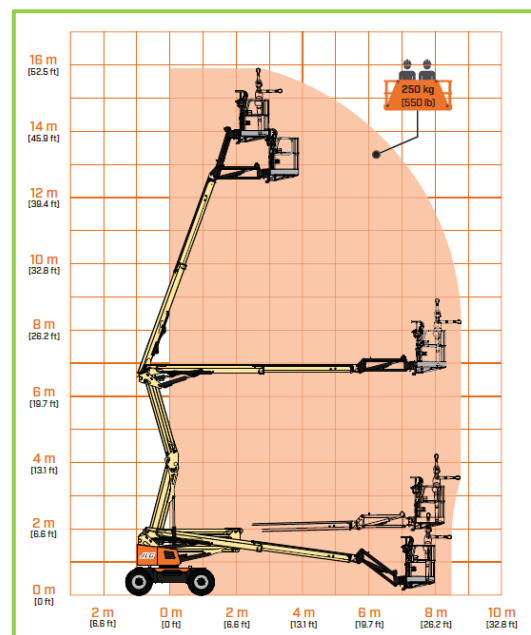 16 m
[52.5 ft]
250 kg
[550 lb]
14 m
[45.9 ft]
12 m
[39.4 ft]
10 m
[32.8 ft]
8 m
[26.2 ft]
6 m
[19.7 ft]
4 m
[13.1 ft]
2 m
[6.6 ft]
JLG
0 m
[0 ft]
2 m 0 m 2 m 4 m 6 m 8 m 10 m
[6.6 ft] [0 ft] [6.6 ft] [13.1 ft] [19.7 ft] [26.2 ft] [32.8 ft]